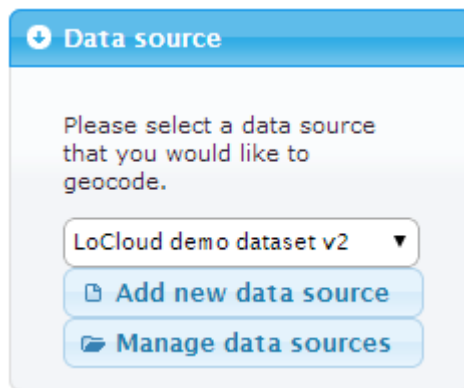 Data source
Please select a data source
that you would like to
geocode.
LoCloud demo dataset v2
Add new data source
Manage data sources